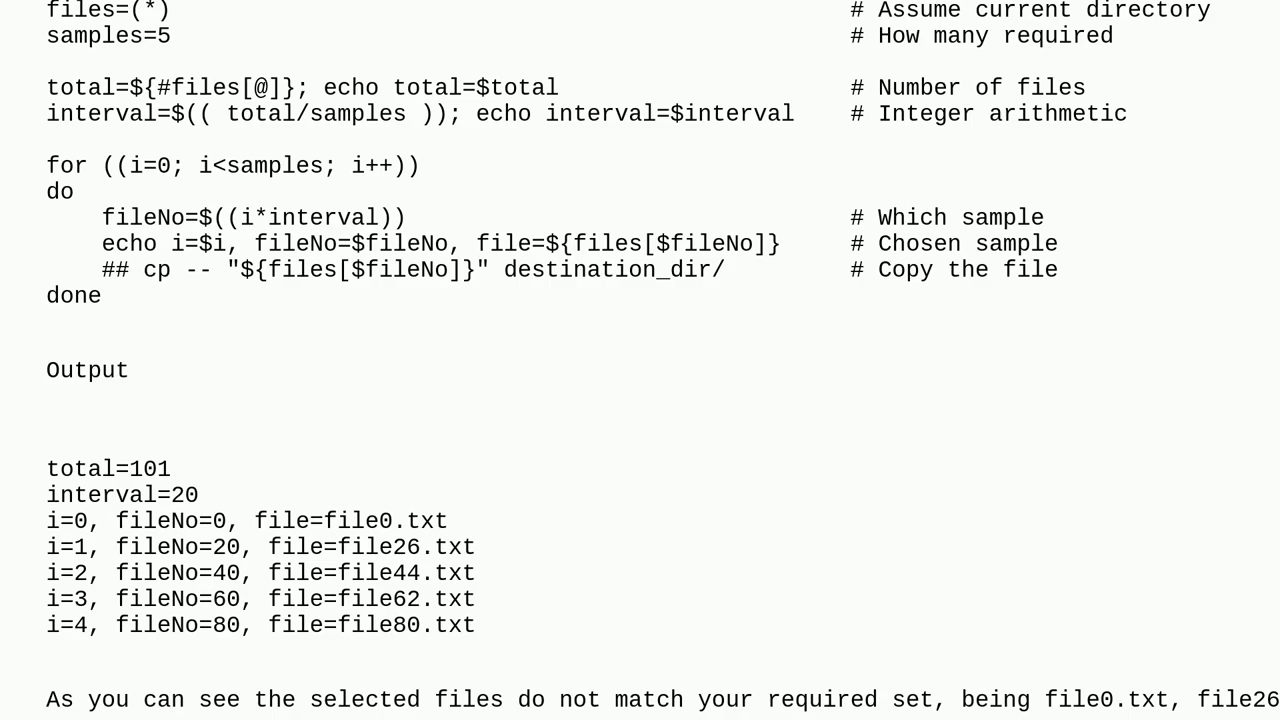 files=(*)                                                 # Assume current directory
samples=5                                                 # How many required
total=${#files[@]}; echo total=$total                     # Number of files
interval=$(( total/samples )); echo interval=$interval    # Integer arithmetic
for ((i=0; i<samples; i++))
do
    fileNo=$((i*interval))                                # Which sample
    echo i=$i, fileNo=$fileNo, file=${files[$fileNo]}     # Chosen sample
    ## cp -- "${files[$fileNo]}" destination_dir/         # Copy the file
done
Output
total=101
interval=20
i=0, fileNo=0, file=file0.txt
i=1, fileNo=20, file=file26.txt
i=2, fileNo=40, file=file44.txt
i=3, fileNo=60, file=file62.txt
i=4, fileNo=80, file=file80.txt
As you can see the selected files do not match your required set, being file0.txt, file26